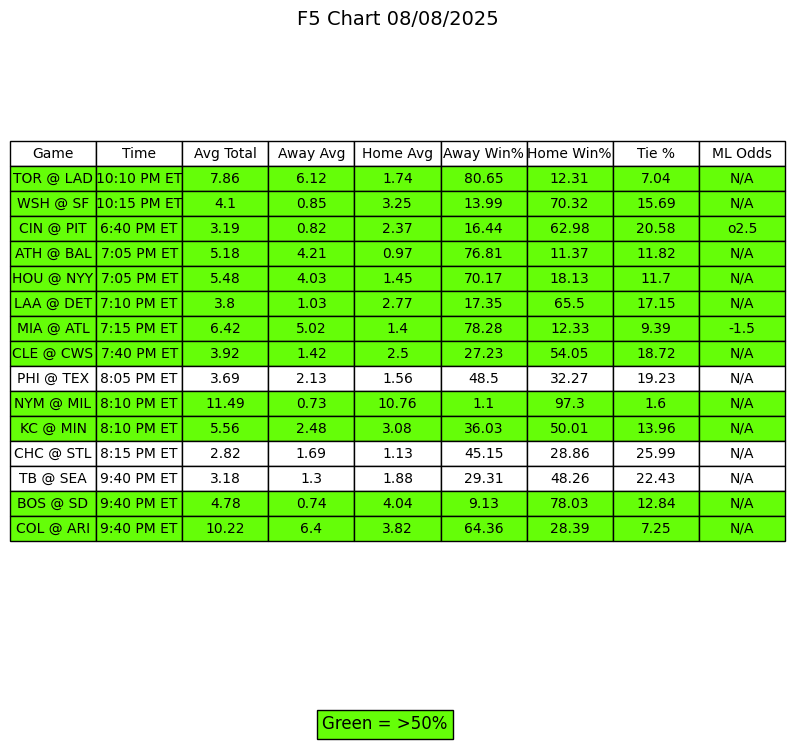 F5 Chart 08/08/2025
Game Time Avg Total Away Avg Home Avg Away Win% Home Win% Tie % ML Odds
TOR @ LAD 10:10 PM ET 7.86 6.12 1.74 80.65 12.31 7.04 N/A
WSH @ SF 10:15 PM ET 4.1 0.85 3.25 13.99 70.32 15.69 N/A
CIN @ PIT 6:40 PM ET 3.19 0.82 2.37 16.44 62.98 20.58 o2.5
ATH @ BAL 7:05 PM ET 5.18 4.21 0.97 76.81 11.37 11.82 N/A
HOU @ NYY 7:05 PM ET 5.48 4.03 1.45 70.17 18.13 11.7 N/A
LAA @ DET 7:10 PM ET 3.8 1.03 2.77 17.35 65.5 17.15 N/A
MIA @ ATL 7:15 PM ET 6.42 5.02 1.4 78.28 12.33 9.39 -1.5
CLE @ CWS 7:40 PM ET 3.92 1.42 2.5 27.23 54.05 18.72 N/A
PHI @ TEX 8:05 PM ET 3.69 2.13 1.56 48.5 32.27 19.23 N/A
NYM @ MIL 8:10 PM ET 11.49 0.73 10.76 1.1 97.3 1.6 N/A
KC @ MIN 8:10 PM ET 5.56 2.48 3.08 36.03 50.01 13.96 N/A
CHC @ STL 8:15 PM ET 2.82 1.69 1.13 45.15 28.86 25.99 N/A
TB @ SEA 9:40 PM ET 3.18 1.3 1.88 29.31 48.26 22.43 N/A
BOS @ SD 9:40 PM ET 4.78 0.74 4.04 9.13 78.03 12.84 N/A
COL @ ARI 9:40 PM ET 10.22 6.4 3.82 64.36 28.39 7.25 N/A
Green = >50%